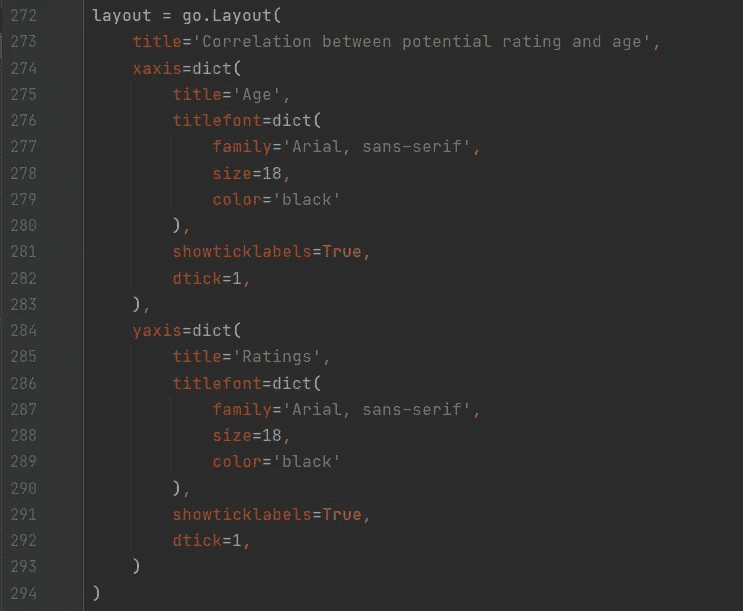 272 layout = go.Layout(
273     title='Correlation between potential rating and age',
274     xaxis=dict(
275         title='Age',
276         titlefont=dict(
277             family='Arial, sans-serif',
278             size=18,
279             color='black'
280         ),
281         showticklabels=True,
282         dtick=1,
283     ),
284     yaxis=dict(
285         title='Ratings',
286         titlefont=dict(
287             family='Arial, sans-serif',
288             size=18,
289             color='black'
290         ),
291         showticklabels=True,
292         dtick=1,
293     )
294 )